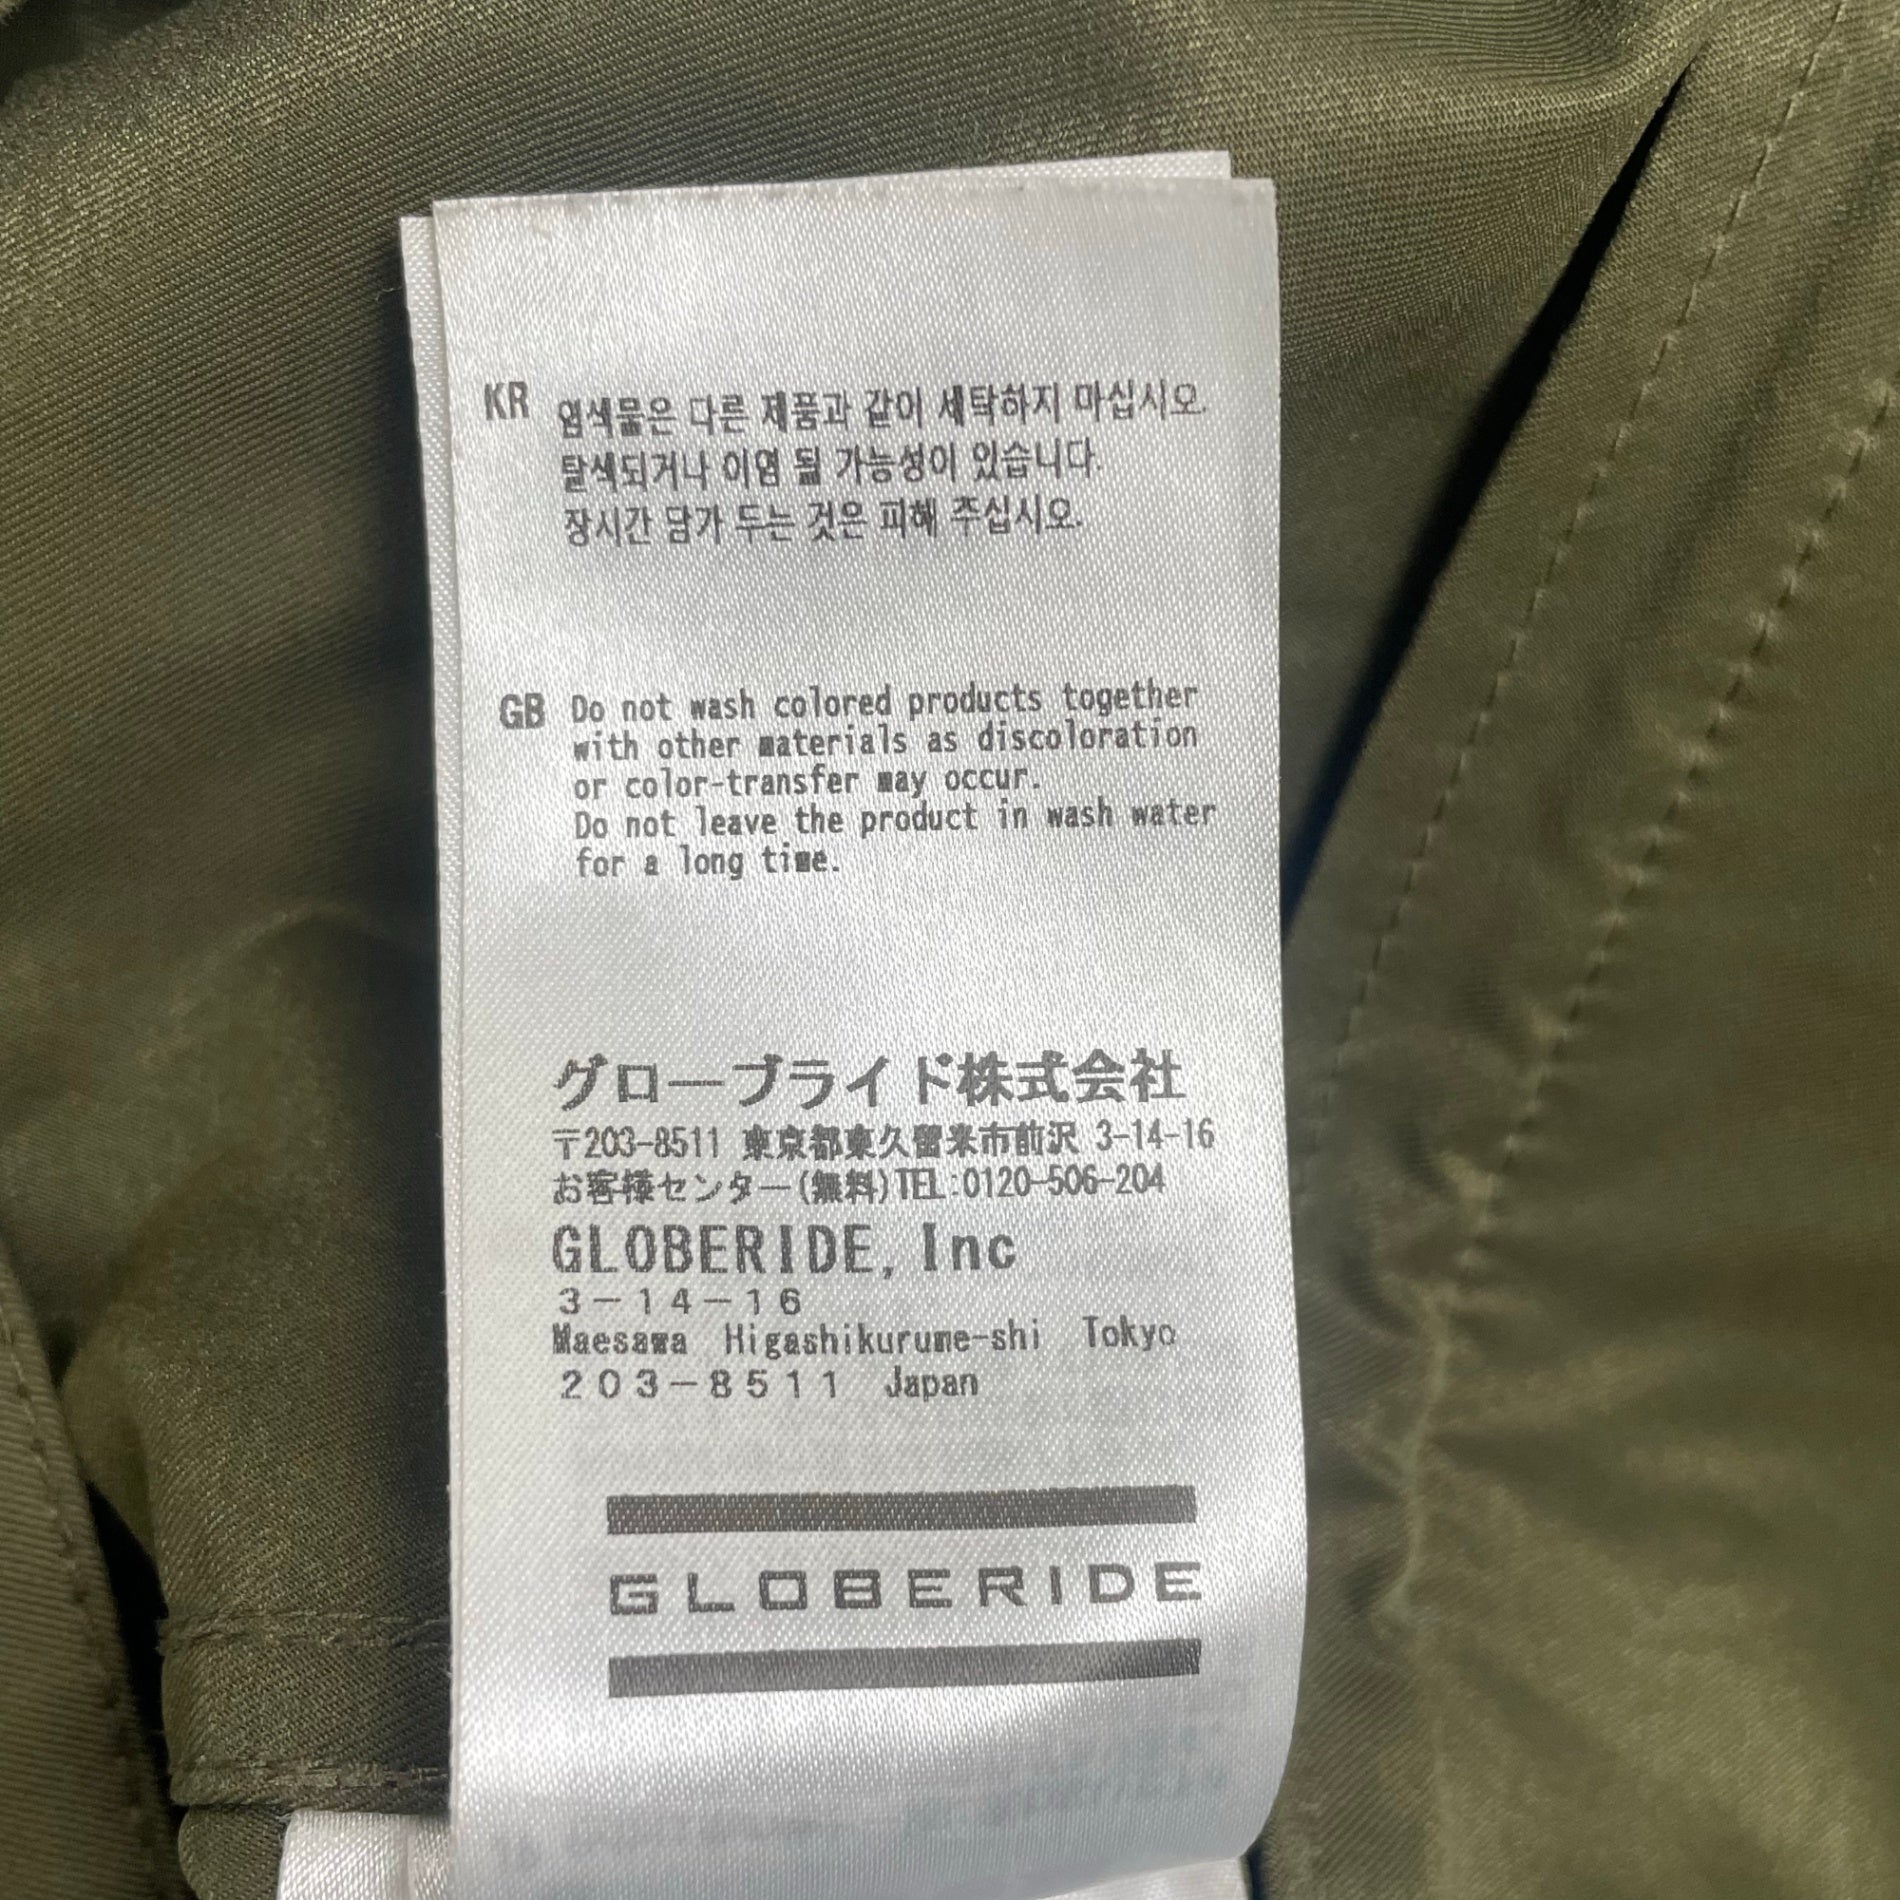 KR 염색물은 다른 제품과 같이 세탁하지 마십시오.
탈색되거나 이염 될 가능성이 있습니다.
장시간 담가 두는 것은 피해 주십시오.
GB Do not wash colored products together
with other materials as discoloration
or color-transfer may occur.
Do not leave the product in wash water
for a long time.
グローブライド株式会社
〒203-8511 東京都東久留米市前沢 3-14-16
お客様センター(無料)TEL:0120-506-204
GLOBERIDE, Inc
3-14-16
Maesawa Higashikurume-shi Tokyo
203-8511 Japan
GLOBERIDE